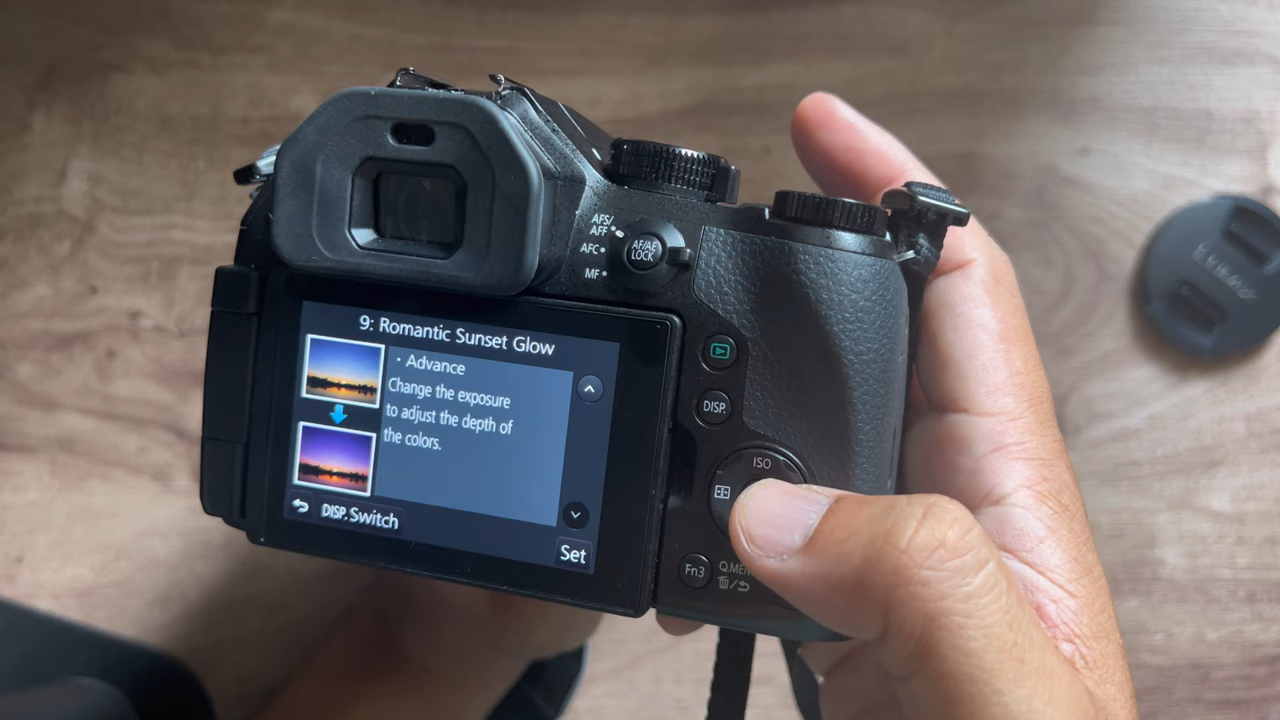 AFS/
AFF
AFC
MF
AF/AE
LOCK
9: Romantic Sunset Glow
· Advance
Change the exposure
to adjust the depth of
the colors.
DISP. Switch
Set
DISP.
ISO
Fn3